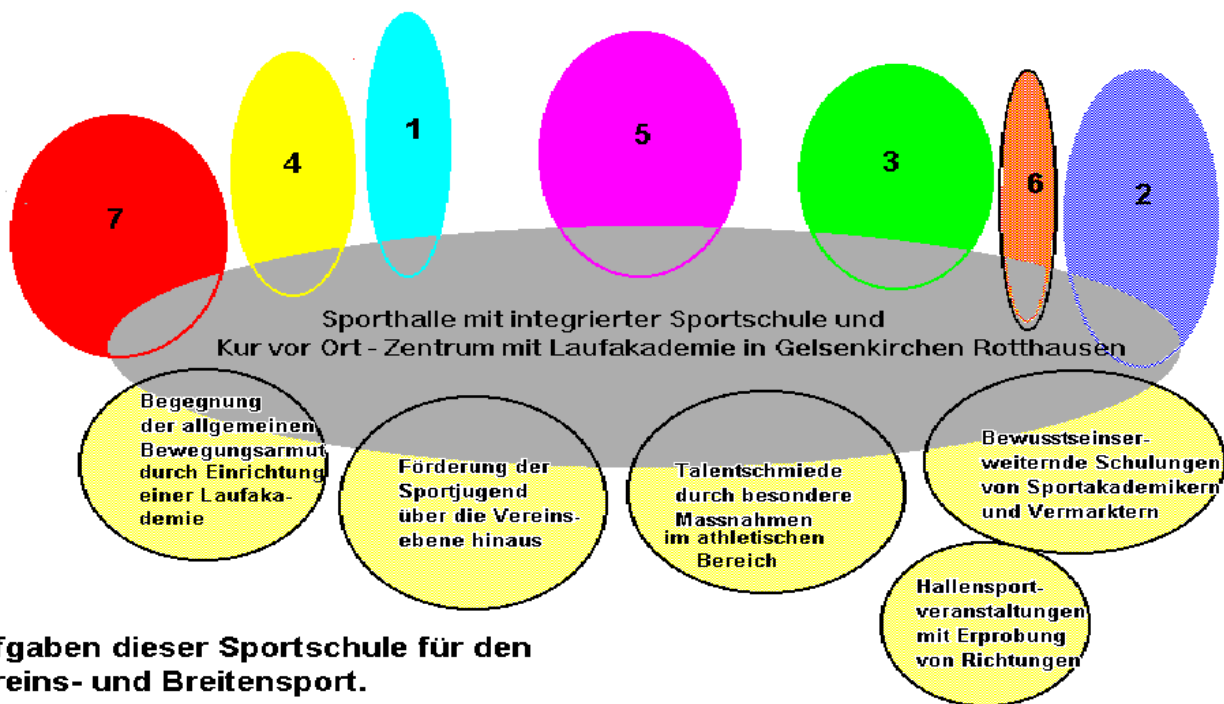 7
4
1
5
3
6
2
Sporthalle mit integrierter Sportschule und
Kur vor Ort - Zentrum mit Laufakademie in Gelsenkirchen Rotthausen
Begegnung
der allgemeinen
Bewegungsarmut
durch Einrichtung
einer Laufaka-
demie
Förderung der
Sportjugend
über die Vereins-
ebene hinaus
Talentschmiede
durch besondere
Massnahmen
im athletischen
Bereich
Bewusstseinser-
weiternde Schulungen
von Sportakademikern
und Vermarktern
Hallensport-
veranstaltungen
mit Erprobung
von Richtungen
fgaben dieser Sportschule für den
reins- und Breitensport.